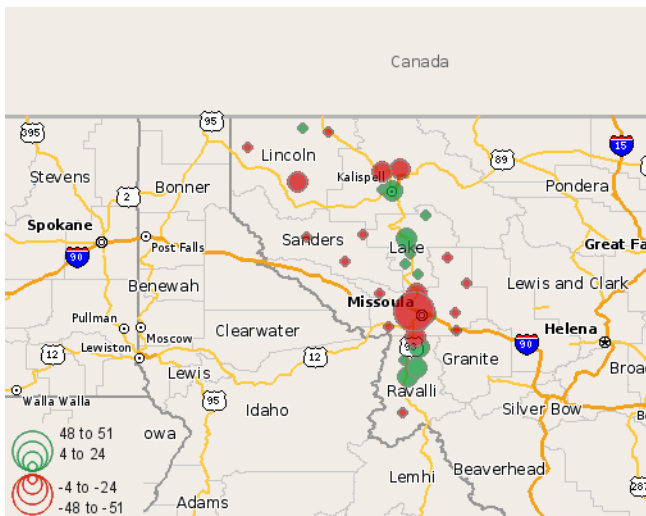 Canada
95
395
15
Lincoln
89
Stevens
Kalispell
Bonner
Pondera
2
Spokane
Sanders
Lake
Post Falls
Great Fa
90
Benewah
Lewis and Clark
Missoula
Pullman
Moscow
Clearwater
Helena
Lewiston
90
12
12
Granite
Lewis
Broad
Walla Walla
95
Ravalli
Idaho
Silver Bow
48 to 51
owa
4 to 24
Beaverhead
Lemhi
-4 to -24
287
-48 to -51
Adams